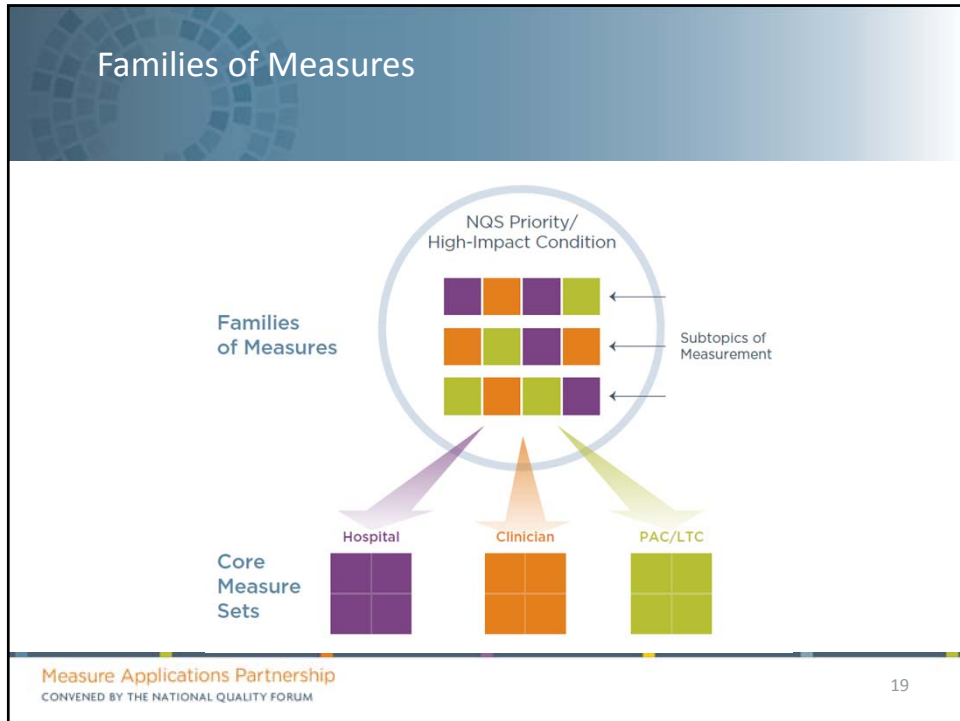 Families of Measures
NQS Priority/
High-Impact Condition
Families
of Measures
Subtopics of
Measurement
Hospital
Clinician
PAC/LTC
Core
Measure
Sets
Measure Applications Partnership
CONVENED BY THE NATIONAL QUALITY FORUM
19